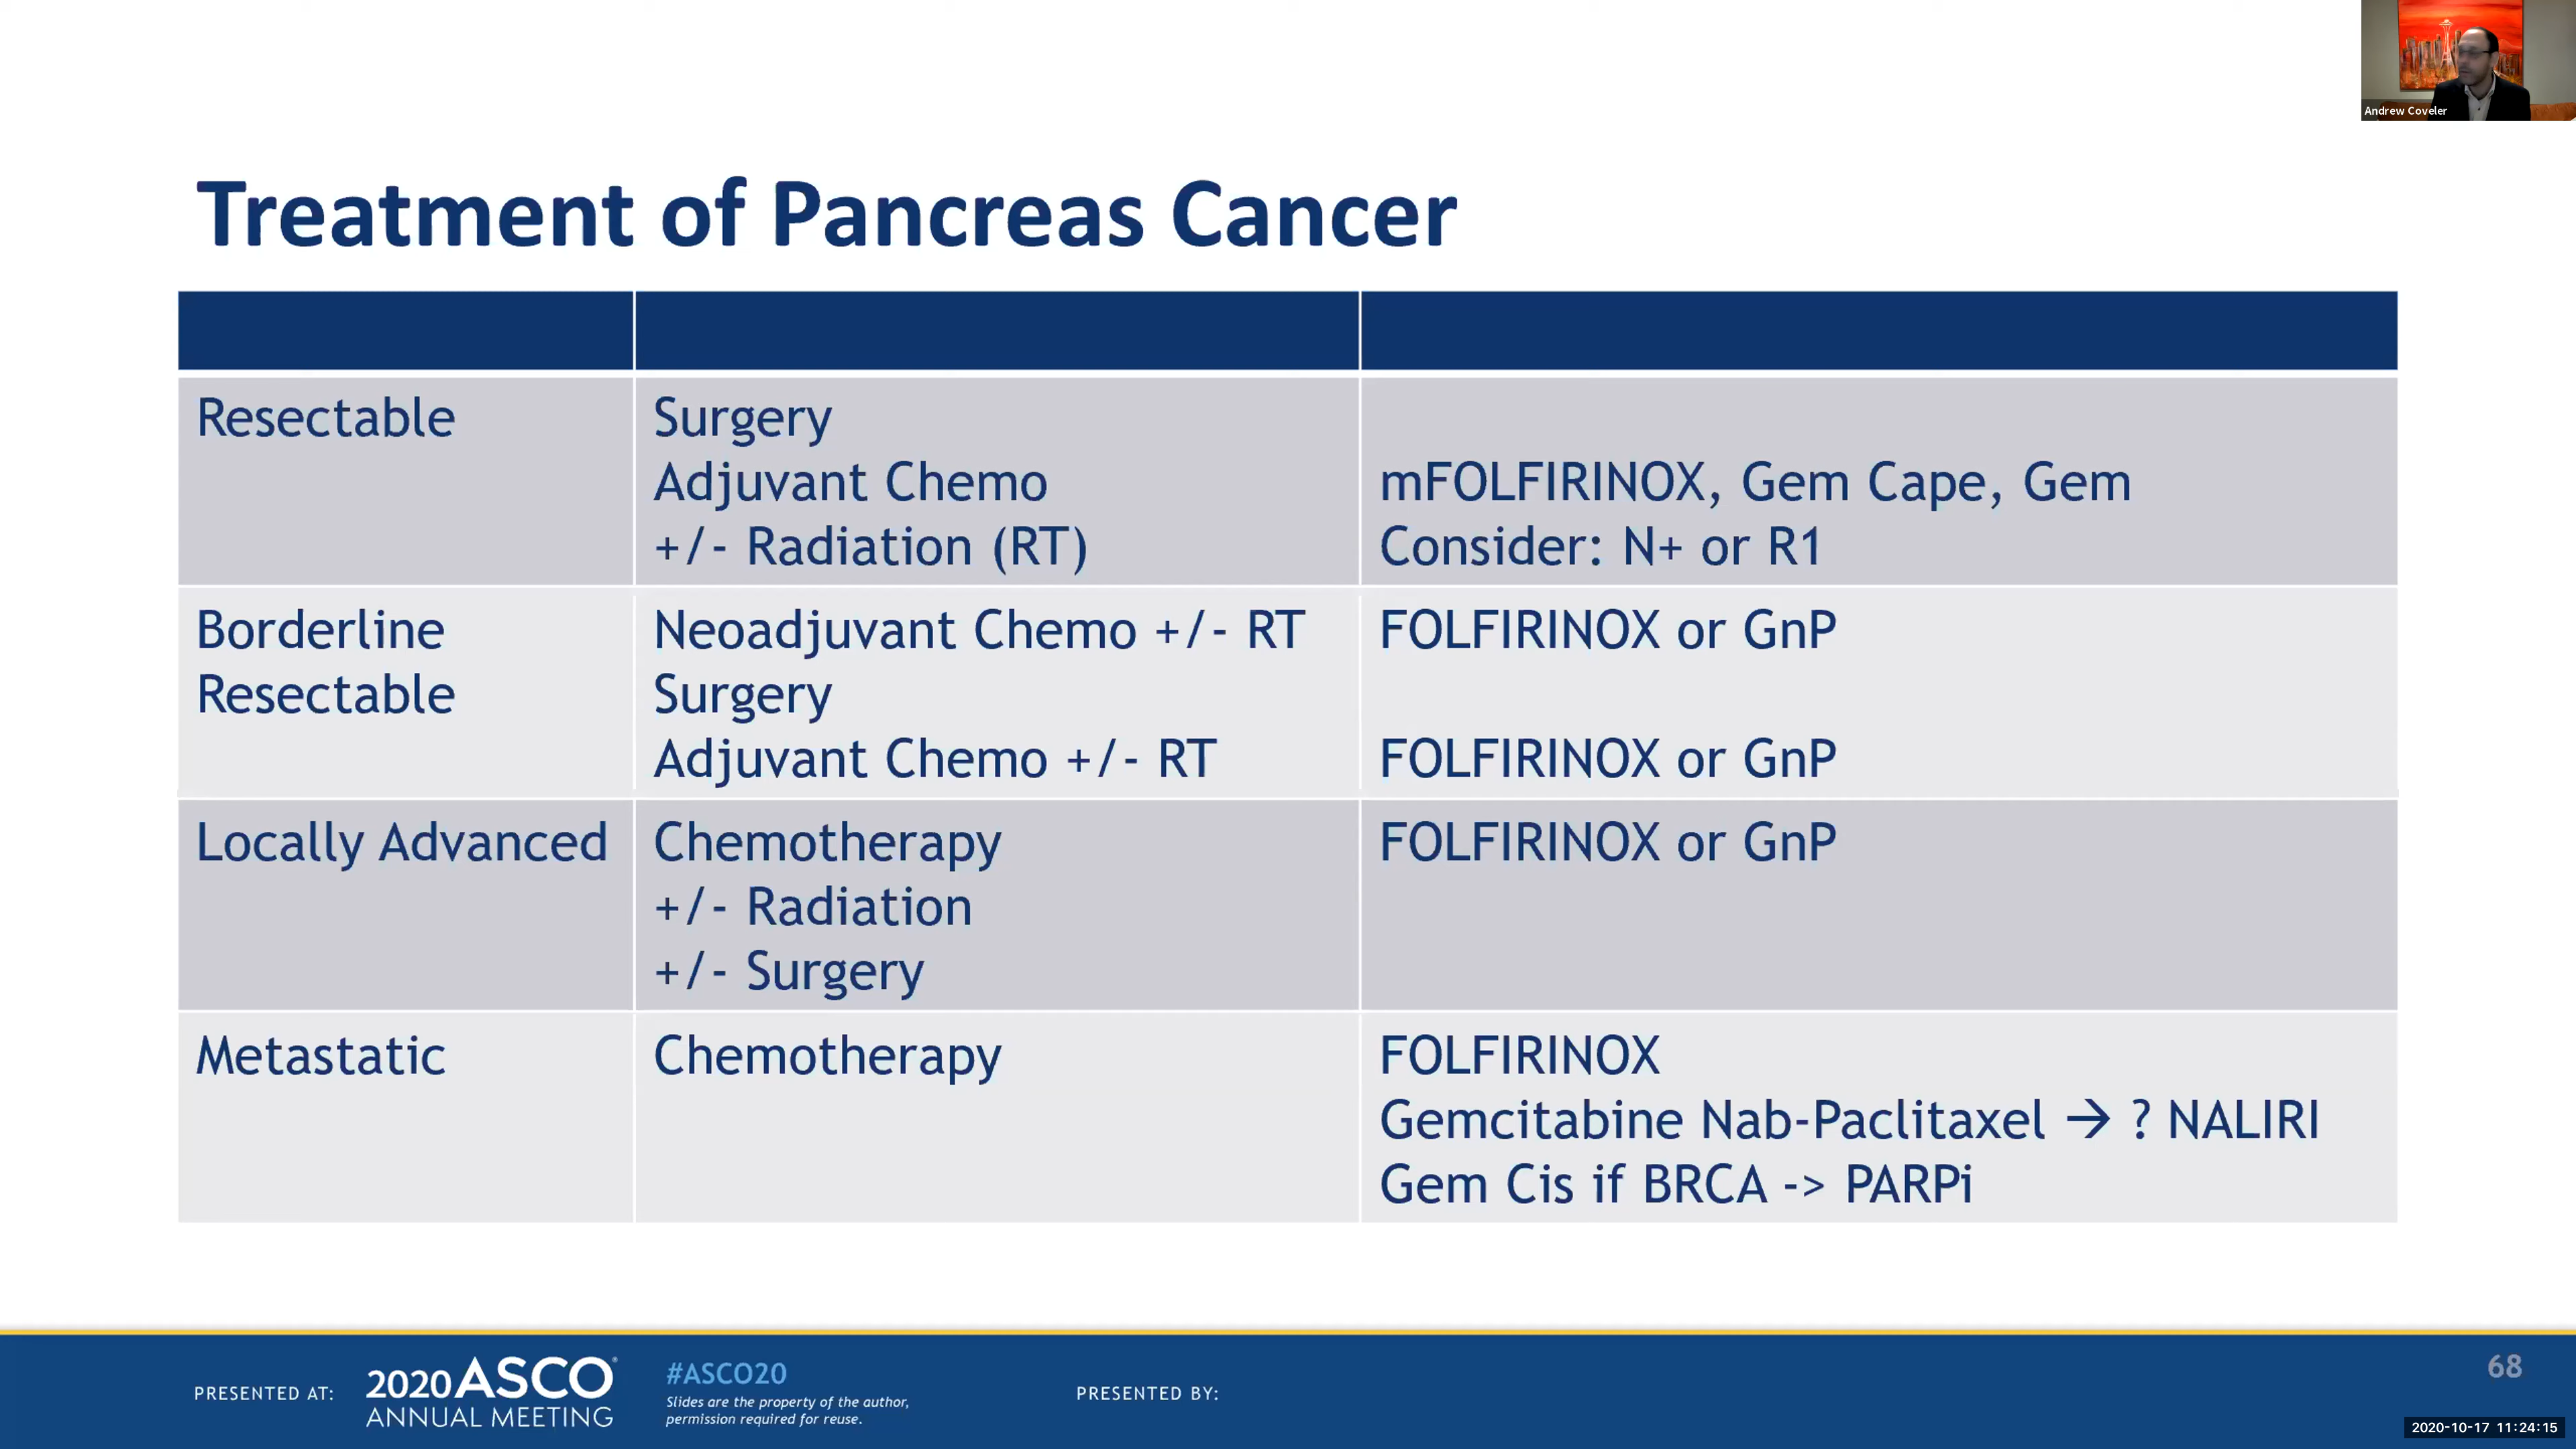 Andrew Coveler
Treatment of Pancreas Cancer
Resectable
Surgery
Adjuvant Chemo
+/- Radiation (RT)
mFOLFIRINOX, Gem Cape, Gem
Consider: N+ or R1
Borderline
Resectable
Neoadjuvant Chemo +/- RT
Surgery
Adjuvant Chemo +/- RT
FOLFIRINOX or GnP
FOLFIRINOX or GnP
Locally Advanced
Chemotherapy
+/- Radiation
+/- Surgery
FOLFIRINOX or GnP
Metastatic
Chemotherapy
FOLFIRINOX
Gemcitabine Nab-Paclitaxel → ? NALIRI
Gem Cis if BRCA -> PARPi
PRESENTED AT:
2020 ASCO®
ANNUAL MEETING
#ASCO20
Slides are the property of the author,
permission required for reuse.
PRESENTED BY:
68
2020-10-17 11:24:15